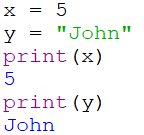 x = 5
y = "John"
print(x)
5
print(y)
John